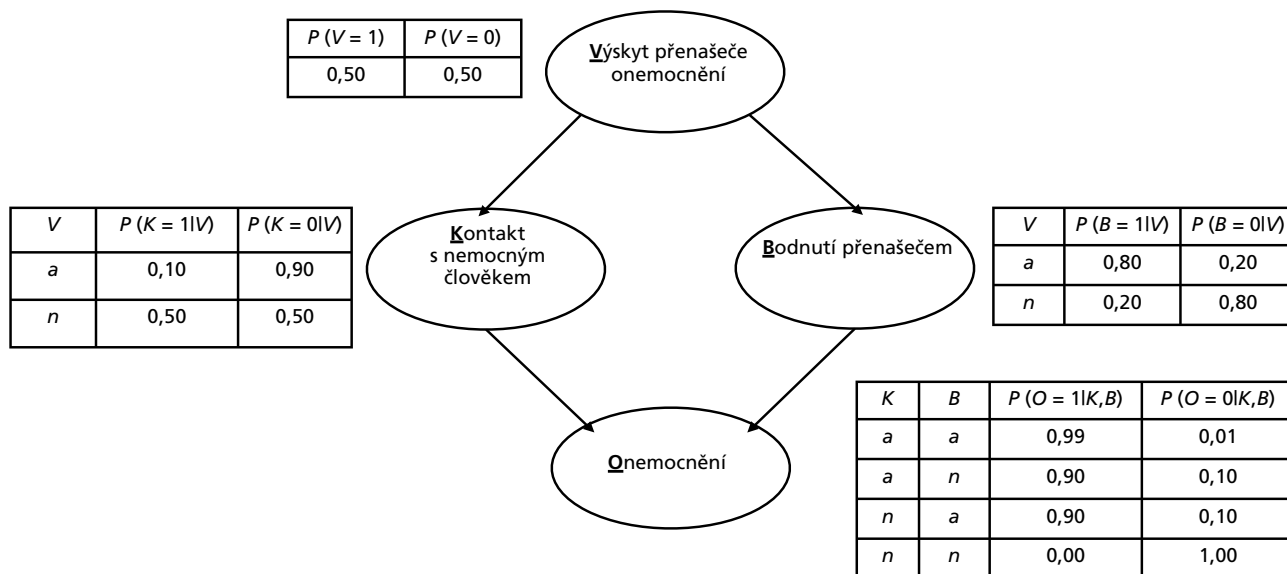 P (V = 1) P (V = 0)
0,50 0,50
Výskyt přenašeče
onemocnění
V P (K = 1|V) P (K = 0|V)
a 0,10 0,90
n 0,50 0,50
Kontakt
s nemocným
člověkem
Bodnutí přenašečem
V P (B = 1|V) P (B = 0|V)
a 0,80 0,20
n 0,20 0,80
Onemocnění
K B P (O = 1|K,B) P (O = 0|K,B)
a a 0,99 0,01
a n 0,90 0,10
n a 0,90 0,10
n n 0,00 1,00